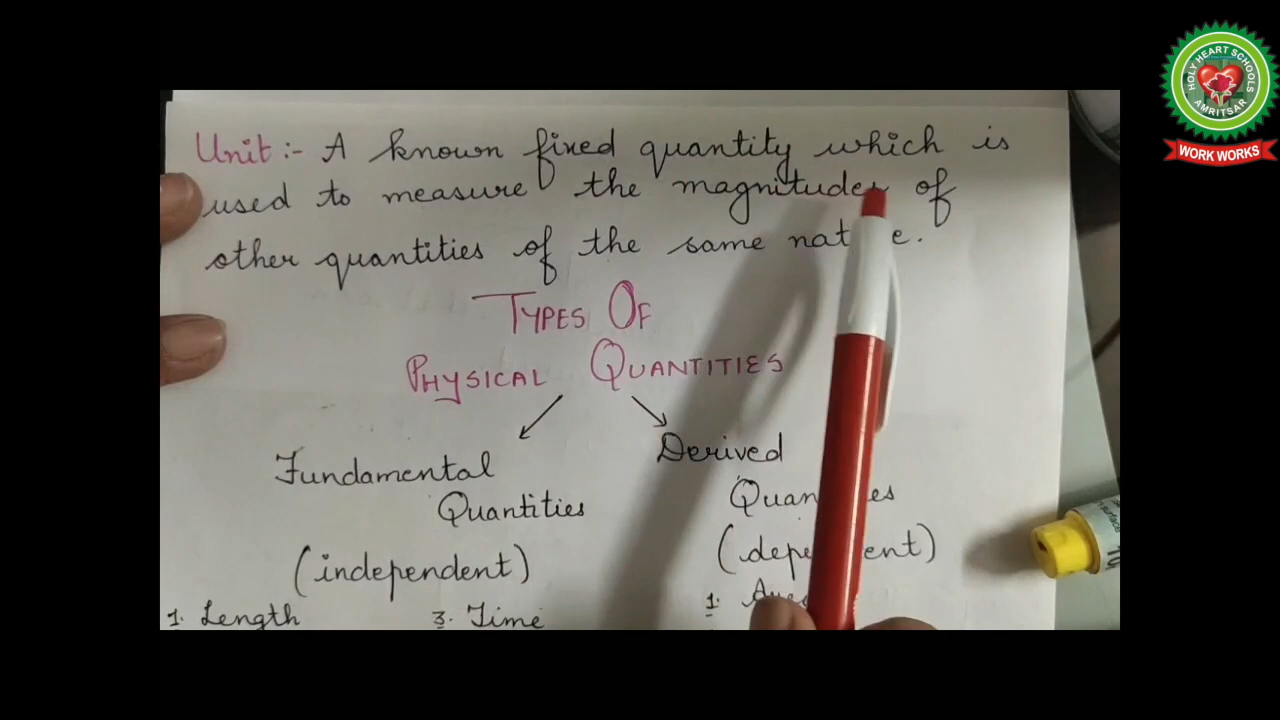 Unit :- A known fixed quantity which is
used to measure the magnitudes of
other quantities of the same
TYPES OF
PHYSICAL QUANTITIES
Fundamental
Quantities
(independent)
1. Length
3. Time
Derived
1.
HOLY HEART SCHOOLS
AMRITSAR
WORK WORKS